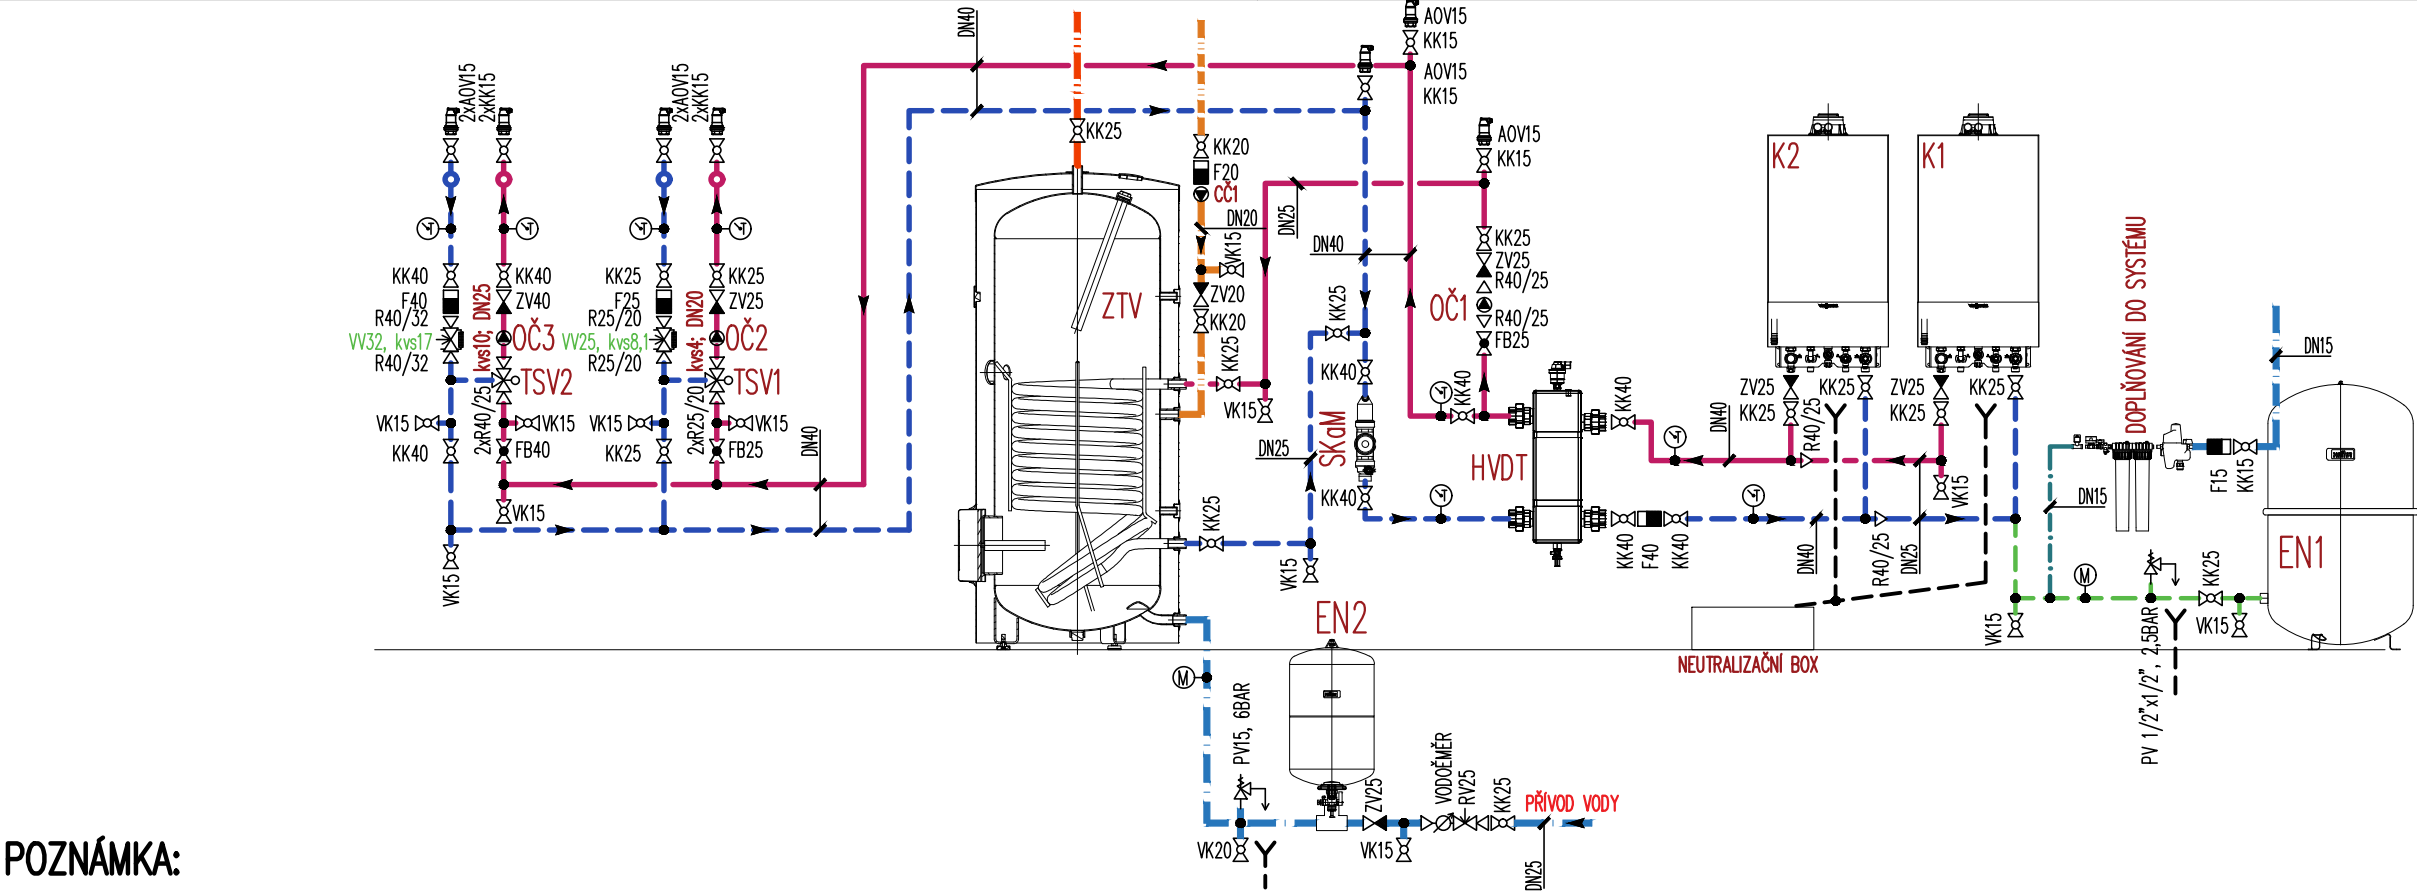 DN40
AOV15
KK15
AOV15
KK15
2xAOV15
2xKK15
2xAOV15
2xKK15
KK25
KK20
F20
CČ1
DN20
VK15
DN25
AOV15
KK15
DN40
K2
K1
DOPLŇOVÁNÍ DO SYSTÉMU
KK40
F40
R40/32
VV32, kvs17
R40/32
kvs10; DN25
KK40
ZV40
OČ3
TSV2
KK25
F25
R25/20
VV25, kvs8,1
R25/20
kvs4; DN20
KK25
ZV25
OČ2
TSV1
ZTV
ZV20
KK20
KK25
KK25
VK15
OČ1
KK25
ZV25
R40/25
R40/25
FB25
KK40
KK40
KK40
ZV25
KK25
KK25
ZV25
KK25
KK25
DN15
VK15
KK40
2xR40/25
VK15
FB40
VK15
KK25
2xR25/20
VK15
FB25
DN40
DN25
SKaM
KK40
HVDT
DN40
R40/25
VK15
F15
KK15
DN15
VK15
VK15
KK25
VK15
KK40
F40
KK40
DN40
R40/25
DN25
EN1
KK25
VK15
VK15
EN2
NEUTRALIZAČNÍ BOX
PV 1/2"x1/2", 2,5BAR
M
M
PV15, 6BAR
ZV25
VODOĚMĚR
RV25
KK25
PŘÍVOD VODY
VK20
VK15
DN25
POZNÁMKA: